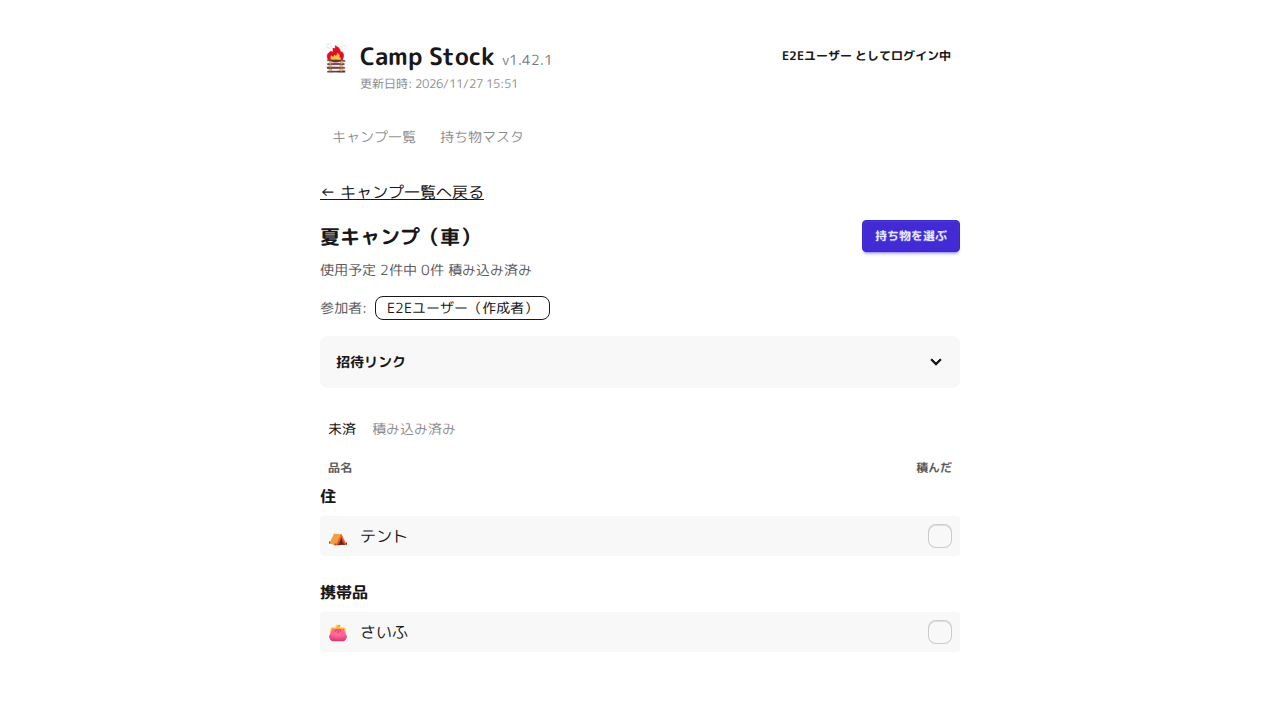 Camp Stock v1.42.1
E2Eユーザー としてログイン中
更新日時: 2026/11/27 15:51
キャンプ一覧 持ち物マスタ
← キャンプ一覧へ戻る
夏キャンプ（車）
持ち物を選ぶ
使用予定 2件中 0件 積み込み済み
参加者: E2Eユーザー（作成者）
招待リンク
未済 積み込み済み
品名 積んだ
住
テント
携帯品
さいふ